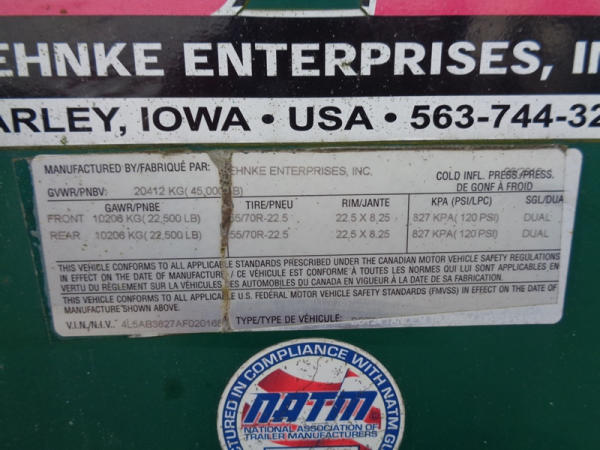 EHNKE ENTERPRISES, IN
ARLEY, IOWA • USA • 563-744-32
MANUFACTURED BY/FABRIQUÉ PAR: EHNKE ENTERPRISES, INC.
GVWR/PNBV: 20412 KG( 45,000 LB)
COLD INFL. PRESS/PRESS.
DE GONF À FROID
GAWR/PNBE TIRE/PNEU RIM/JANTE KPA (PSI/LPC) SGL/DUA
FRONT 10206 KG( 22,500 LB) 55/70R-22.5 22.5 X 8.25 827 KPA( 120 PSI) DUAL
REAR 10206 KG( 22,500 LB) 55/70R-22.5 22.5 X 8.25 827 KPA( 120 PSI) DUAL
THIS VEHICLE CONFORMS TO ALL APPLICABLE STANDARDS PRESCRIBED UNDER THE CANADIAN MOTOR VEHICLE SAFETY REGULATIONS
IN EFFECT ON THE DATE OF MANUFACTURE / CE VÉHICULE EST CONFORME À TOUTES LES NORMES QUI LUI SONT APPLICABLES EN
VERTU DU RÈGLEMENT SUR LA SÉCURITÉ DES VÉHICULES AUTOMOBILES DU CANADA EN VIGUEUR À LA DATE DE SA FABRICATION.
THIS VEHICLE CONFORMS TO ALL APPLICABLE U.S. FEDERAL MOTOR VEHICLE SAFETY STANDARDS (FMVSS) IN EFFECT ON THE DATE OF
MANUFACTURE SHOWN ABOVE.
V.I.N./N.I.V. 4L5AB3627AF020165 TYPE/TYPE DE VÉHICULE:
IN COMPLIANCE WITH NATM
NATM
NATIONAL ASSOCIATION OF
TRAILER MANUFACTURERS